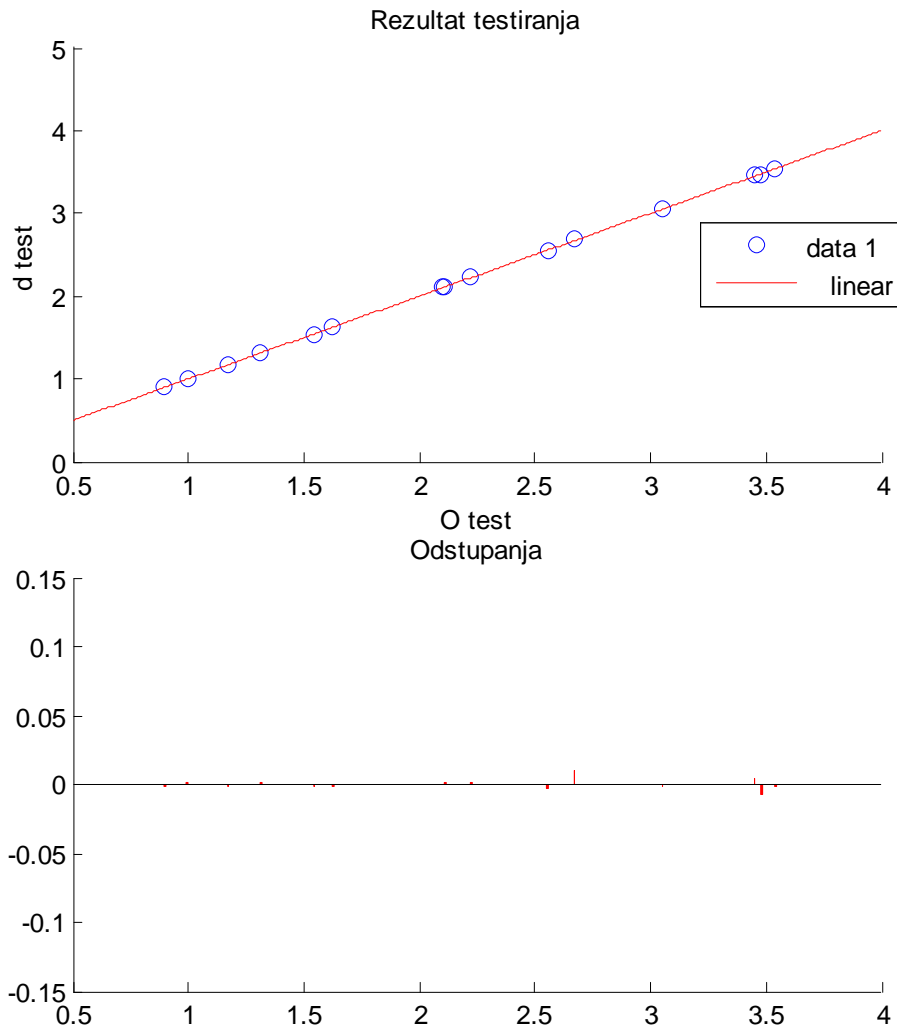 Rezultat testiranja
5
4
3
2
1
0
d test
0.5 1 1.5 2 2.5 3 3.5 4
O test
data 1
linear
Odstupanja
0.15
0.1
0.05
0
-0.05
-0.1
-0.15
0.5 1 1.5 2 2.5 3 3.5 4